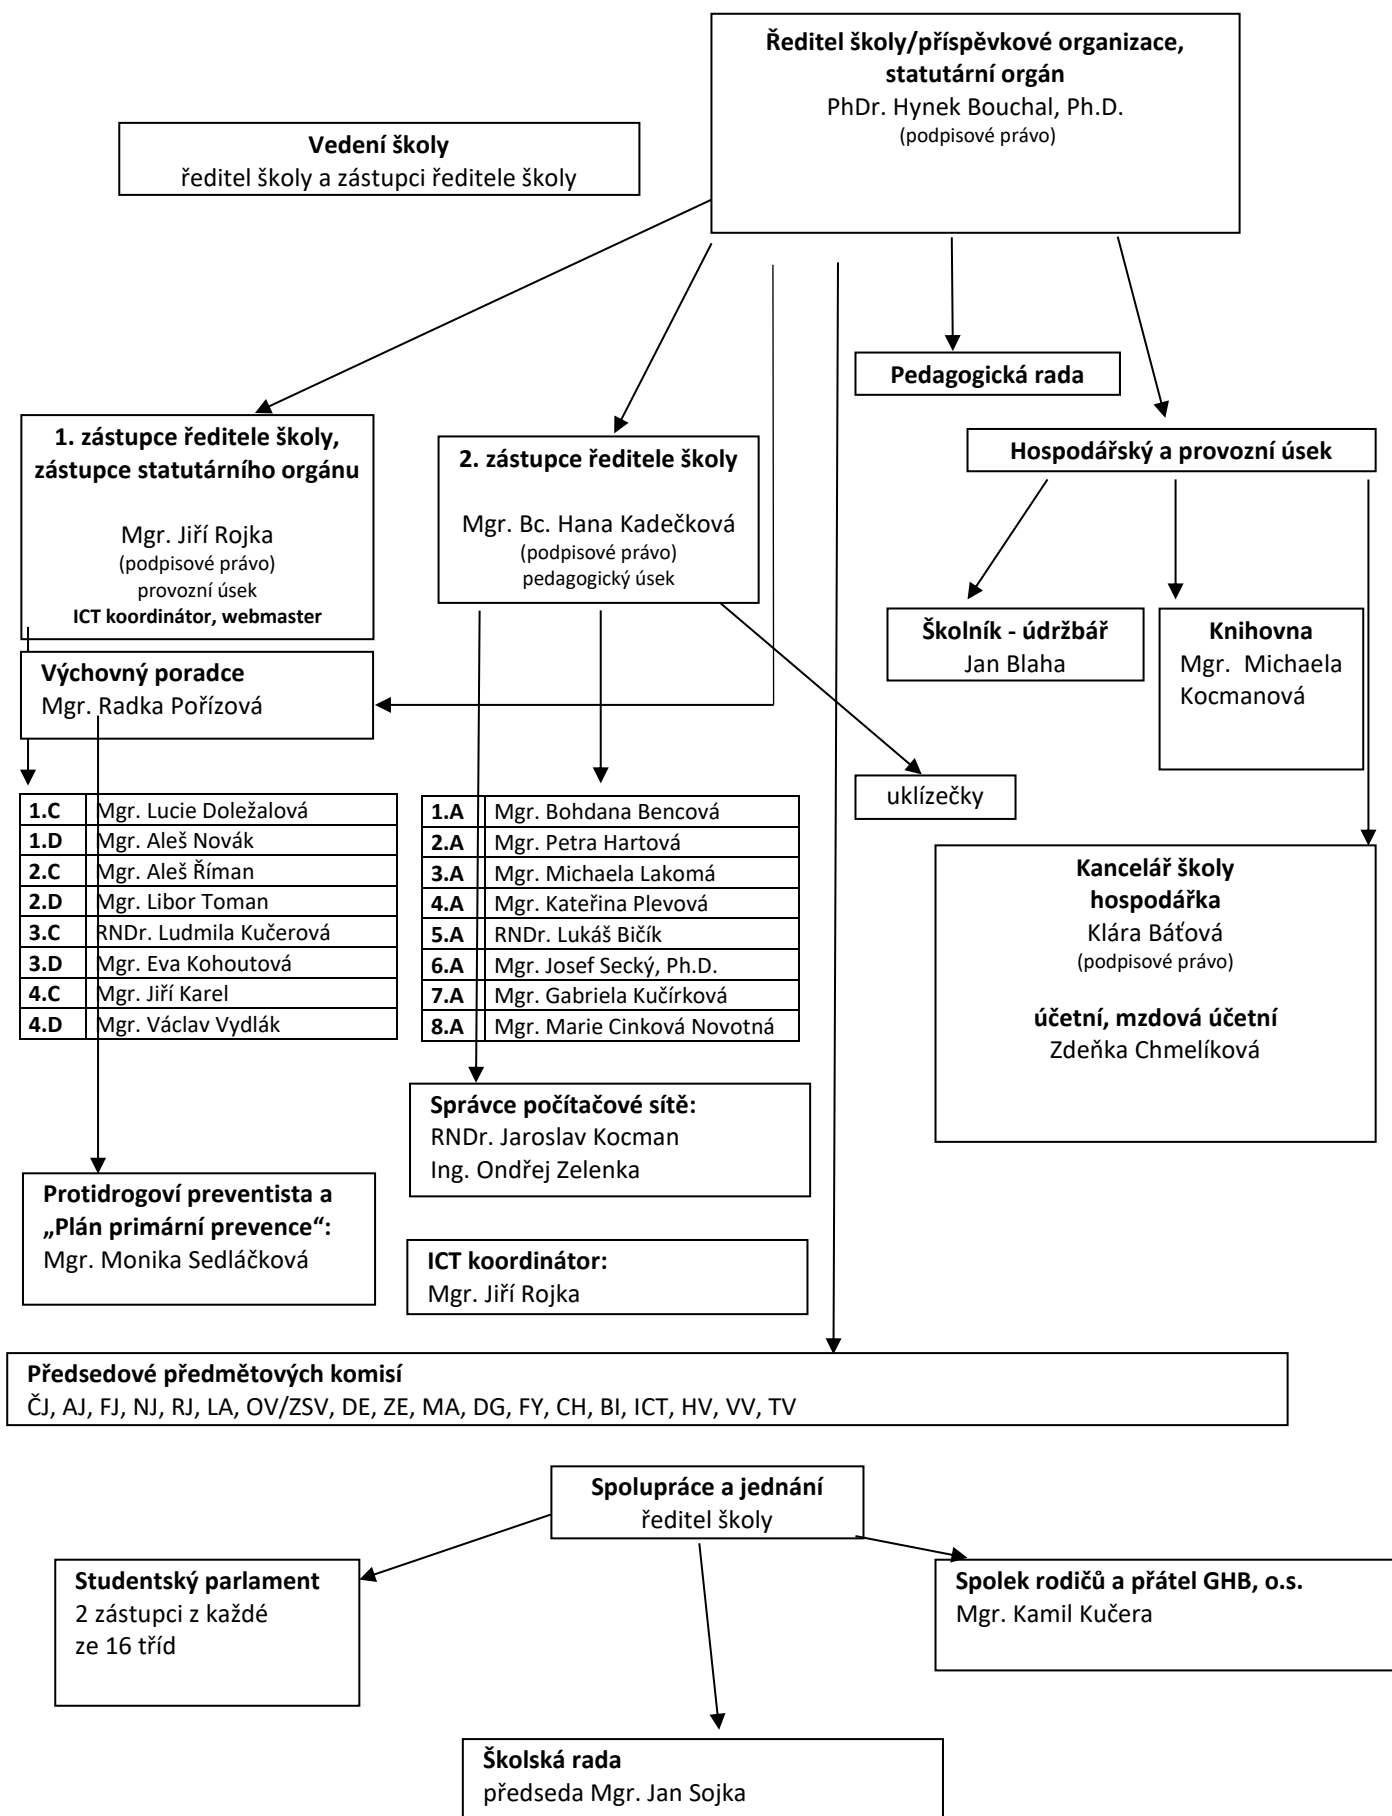 Ředitel školy/příspěvkové organizace,
statutární orgán
PhDr. Hynek Bouchal, Ph.D.
(podpisové právo)
Vedení školy
ředitel školy a zástupci ředitele školy
Pedagogická rada
1. zástupce ředitele školy,
zástupce statutárního orgánu
Mgr. Jiří Rojka
(podpisové právo)
provozní úsek
ICT koordinátor, webmaster
2. zástupce ředitele školy
Mgr. Bc. Hana Kadečková
(podpisové právo)
pedagogický úsek
Hospodářský a provozní úsek
Školník - údržbář
Jan Blaha
Knihovna
Mgr. Michaela
Kocmanová
Výchovný poradce
Mgr. Radka Pořízová
uklízečky
1.C Mgr. Lucie Doležalová
1.D Mgr. Aleš Novák
2.C Mgr. Aleš Říman
2.D Mgr. Libor Toman
3.C RNDr. Ludmila Kučerová
3.D Mgr. Eva Kohoutová
4.C Mgr. Jiří Karel
4.D Mgr. Václav Vydlák
1.A Mgr. Bohdana Bencová
2.A Mgr. Petra Hartová
3.A Mgr. Michaela Lakomá
4.A Mgr. Kateřina Plevová
5.A RNDr. Lukáš Bičík
6.A Mgr. Josef Secký, Ph.D.
7.A Mgr. Gabriela Kučírková
8.A Mgr. Marie Cinková Novotná
Kancelář školy
hospodářka
Klára Báťová
(podpisové právo)
účetní, mzdová účetní
Zdeňka Chmelíková
Správce počítačové sítě:
RNDr. Jaroslav Kocman
Ing. Ondřej Zelenka
Protidrogoví preventista a
„Plán primární prevence“:
Mgr. Monika Sedláčková
ICT koordinátor:
Mgr. Jiří Rojka
Předsedové předmětových komisí
ČJ, AJ, FJ, NJ, RJ, LA, OV/ZSV, DE, ZE, MA, DG, FY, CH, BI, ICT, HV, VV, TV
Spolupráce a jednání
ředitel školy
Studentský parlament
2 zástupci z každé
ze 16 tříd
Spolek rodičů a přátel GHB, o.s.
Mgr. Kamil Kučera
Školská rada
předseda Mgr. Jan Sojka